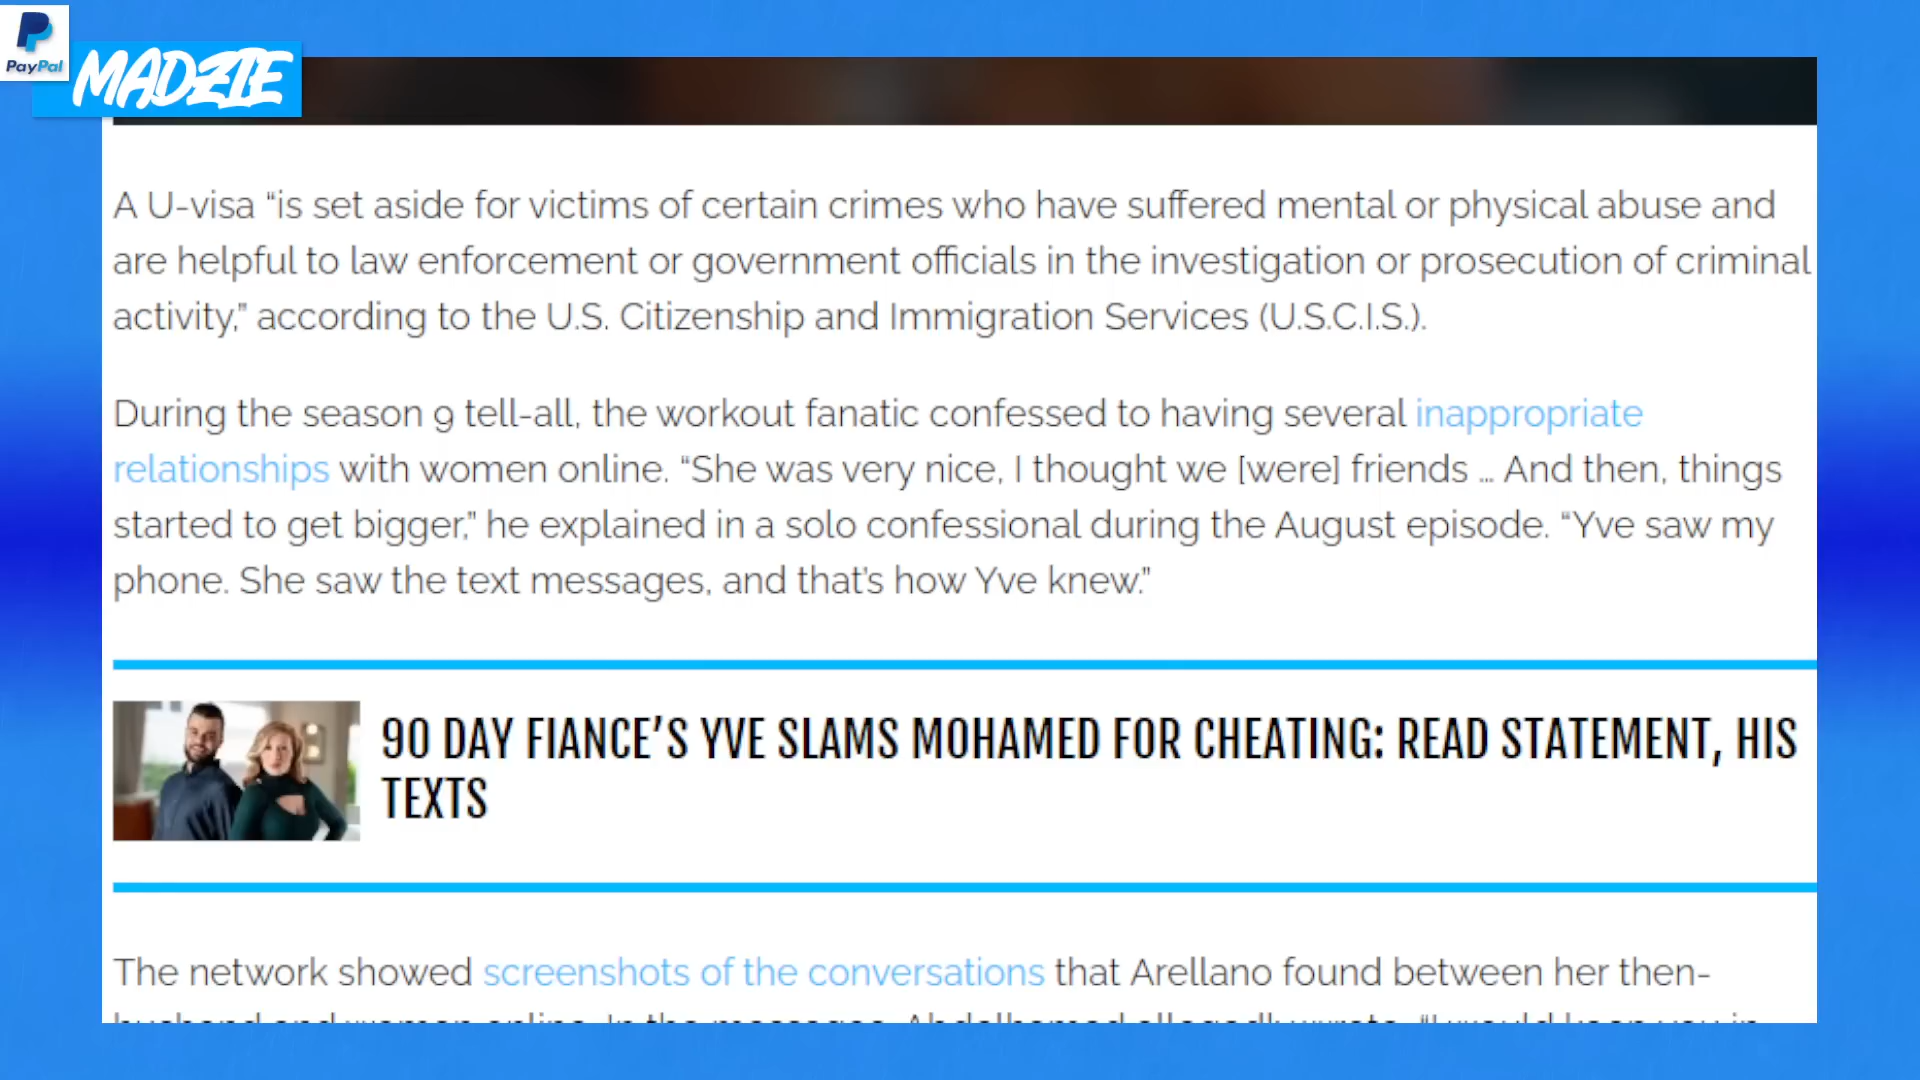 PayPal
MADZIE
A U-visa “is set aside for victims of certain crimes who have suffered mental or physical abuse and
are helpful to law enforcement or government officials in the investigation or prosecution of criminal
activity,” according to the U.S. Citizenship and Immigration Services (U.S.C.I.S.).
During the season 9 tell-all, the workout fanatic confessed to having several inappropriate
relationships with women online. “She was very nice, I thought we [were] friends … And then, things
started to get bigger,” he explained in a solo confessional during the August episode. “Yve saw my
phone. She saw the text messages, and that’s how Yve knew.”
90 DAY FIANCE’S YVE SLAMS MOHAMED FOR CHEATING: READ STATEMENT, HIS
TEXTS
The network showed screenshots of the conversations that Arellano found between her then-